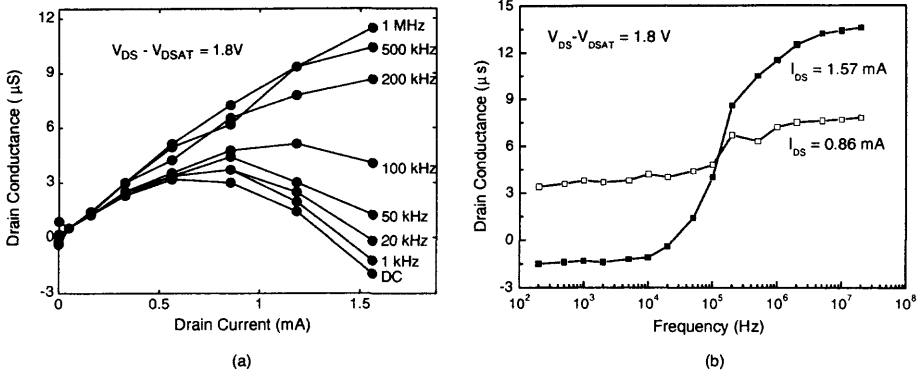 12
9
6
3
0
-3
Drain Conductance ( μS)
V_DS - V_DSAT = 1.8V
1 MHz
500 kHz
200 kHz
100 kHz
50 kHz
20 kHz
1 kHz
DC
0
0.5
1
1.5
Drain Current (mA)
(a)
15
12
9
6
3
0
-3
Drain Conductance ( μ s)
V_DS-V_DSAT = 1.8 V
I_DS = 1.57 mA
I_DS = 0.86 mA
10^2
10^3
10^4
10^5
10^6
10^7
10^8
Frequency (Hz)
(b)